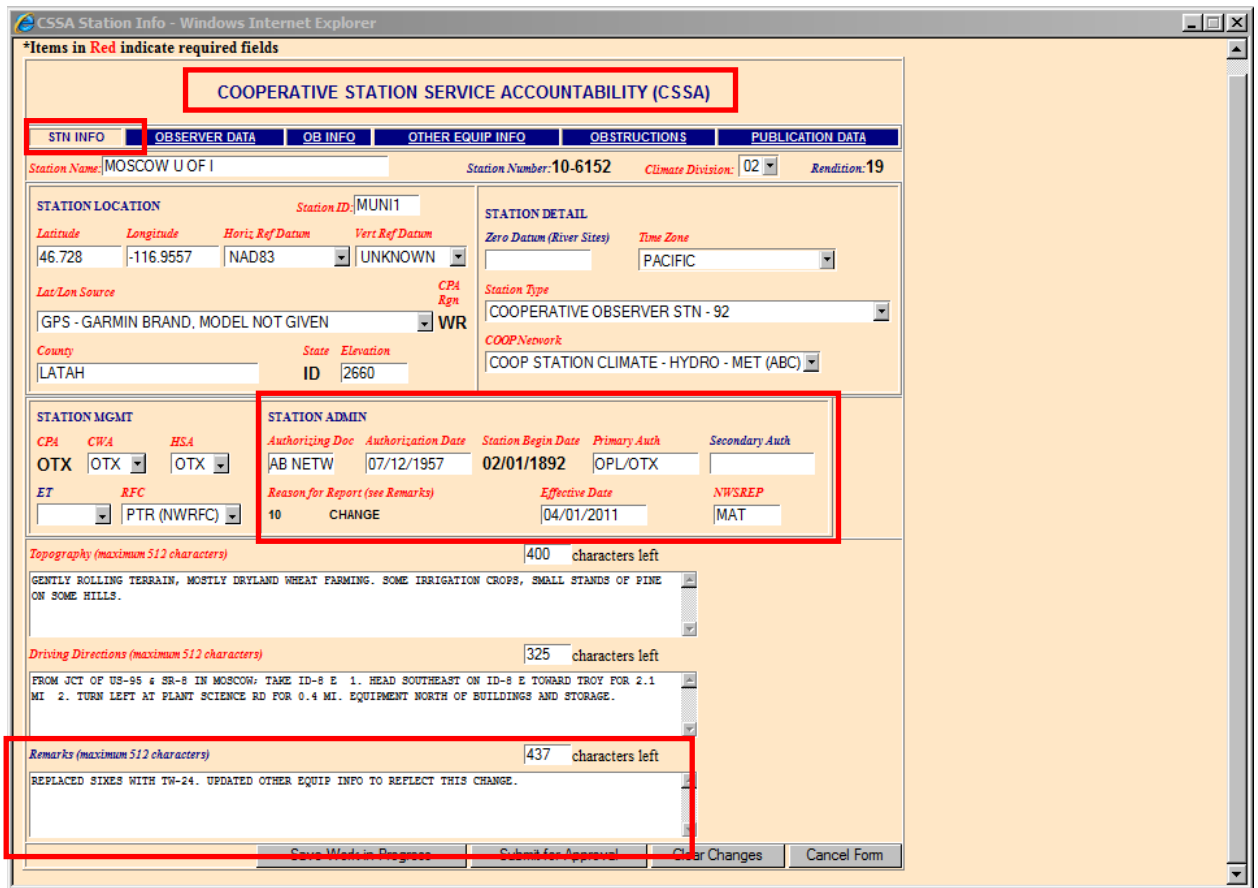 CSSA Station Info - Windows Internet Explorer
*Items in Red indicate required fields
COOPERATIVE STATION SERVICE ACCOUNTABILITY (CSSA)
STN INFO OBSERVER DATA OB INFO OTHER EQUIP INFO OBSTRUCTIONS PUBLICATION DATA
Station Name: MOSCOW U OF I Station Number: 10-6152 Climate Division: 02 Rendition: 19
STATION LOCATION Station ID: MUNI1
Latitude Longitude Horiz Ref Datum Vert Ref Datum
46.728 -116.9557 NAD83 UNKNOWN
Lat/Lon Source CPA Rgn
GPS - GARMIN BRAND, MODEL NOT GIVEN WR
County State Elevation
LATAH ID 2660
STATION DETAIL
Zero Datum (River Sites) Time Zone
PACIFIC
Station Type
COOPERATIVE OBSERVER STN - 92
COOP Network
COOP STATION CLIMATE - HYDRO - MET (ABC)
STATION MGMT
CPA CWA HSA
OTX OTX OTX
ET RFC
PTR (NWRFC)
STATION ADMIN
Authorizing Doc Authorization Date Station Begin Date Primary Auth Secondary Auth
AB NETW 07/12/1957 02/01/1892 OPL/OTX
Reason for Report (see Remarks) Effective Date NWSREP
10 CHANGE 04/01/2011 MAT
Topography (maximum 512 characters) 400 characters left
GENTLY ROLLING TERRAIN, MOSTLY DRYLAND WHEAT FARMING. SOME IRRIGATION CROPS, SMALL STANDS OF PINE
ON SOME HILLS.
Driving Directions (maximum 512 characters) 325 characters left
FROM JCT OF US-95 & SR-8 IN MOSCOW; TAKE ID-8 E 1. HEAD SOUTHEAST ON ID-8 E TOWARD TROY FOR 2.1
MI 2. TURN LEFT AT PLANT SCIENCE RD FOR 0.4 MI. EQUIPMENT NORTH OF BUILDINGS AND STORAGE.
Remarks (maximum 512 characters) 437 characters left
REPLACED SIXES WITH TW-24. UPDATED OTHER EQUIP INFO TO REFLECT THIS CHANGE.
Save Work in Progress Submit for Approval Clear Changes Cancel Form